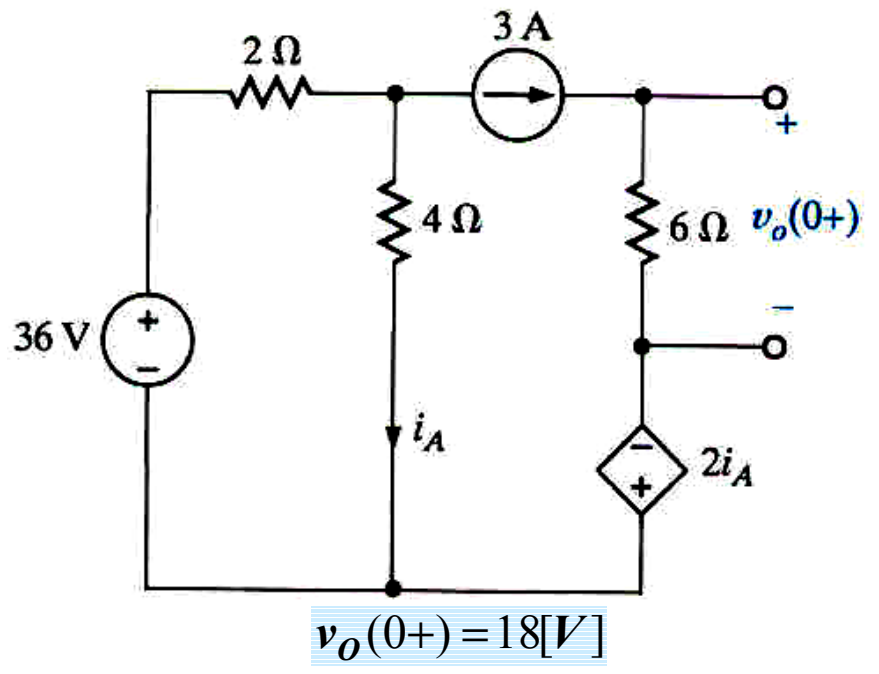 3 A
2 Ω
+
4 Ω
6 Ω v_o(0+)
−
36 V
+
−
i_A
−
+
2i_A
v_O(0+) = 18[V]